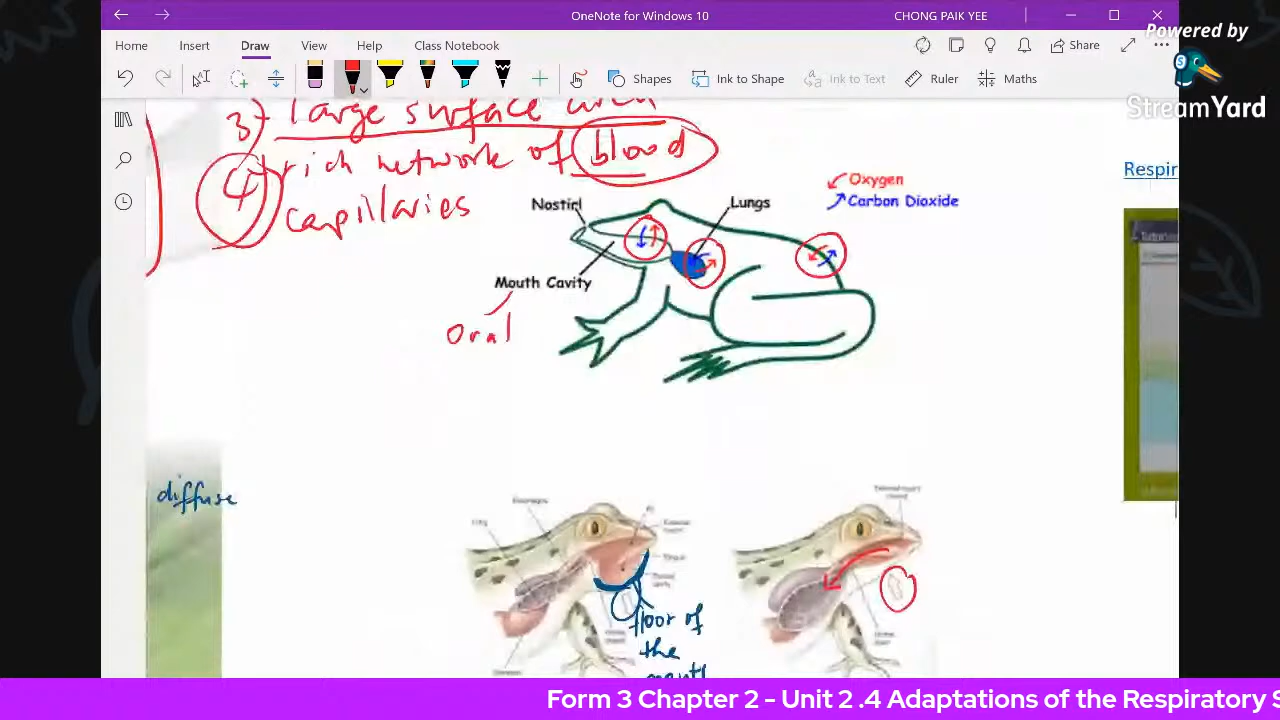 OneNote for Windows 10
CHONG PAIK YEE
Powered by
StreamYard
Home Insert Draw View Help Class Notebook
Share
Shapes Ink to Shape Ink to Text Ruler Maths
3) large surface area
4 rich network of blood
capillaries
Nostirl
Lungs
Oxygen
Carbon Dioxide
Mouth Cavity
Oral
Respir
diffuse
floor of
the
Form 3 Chapter 2 - Unit 2 .4 Adaptations of the Respiratory S